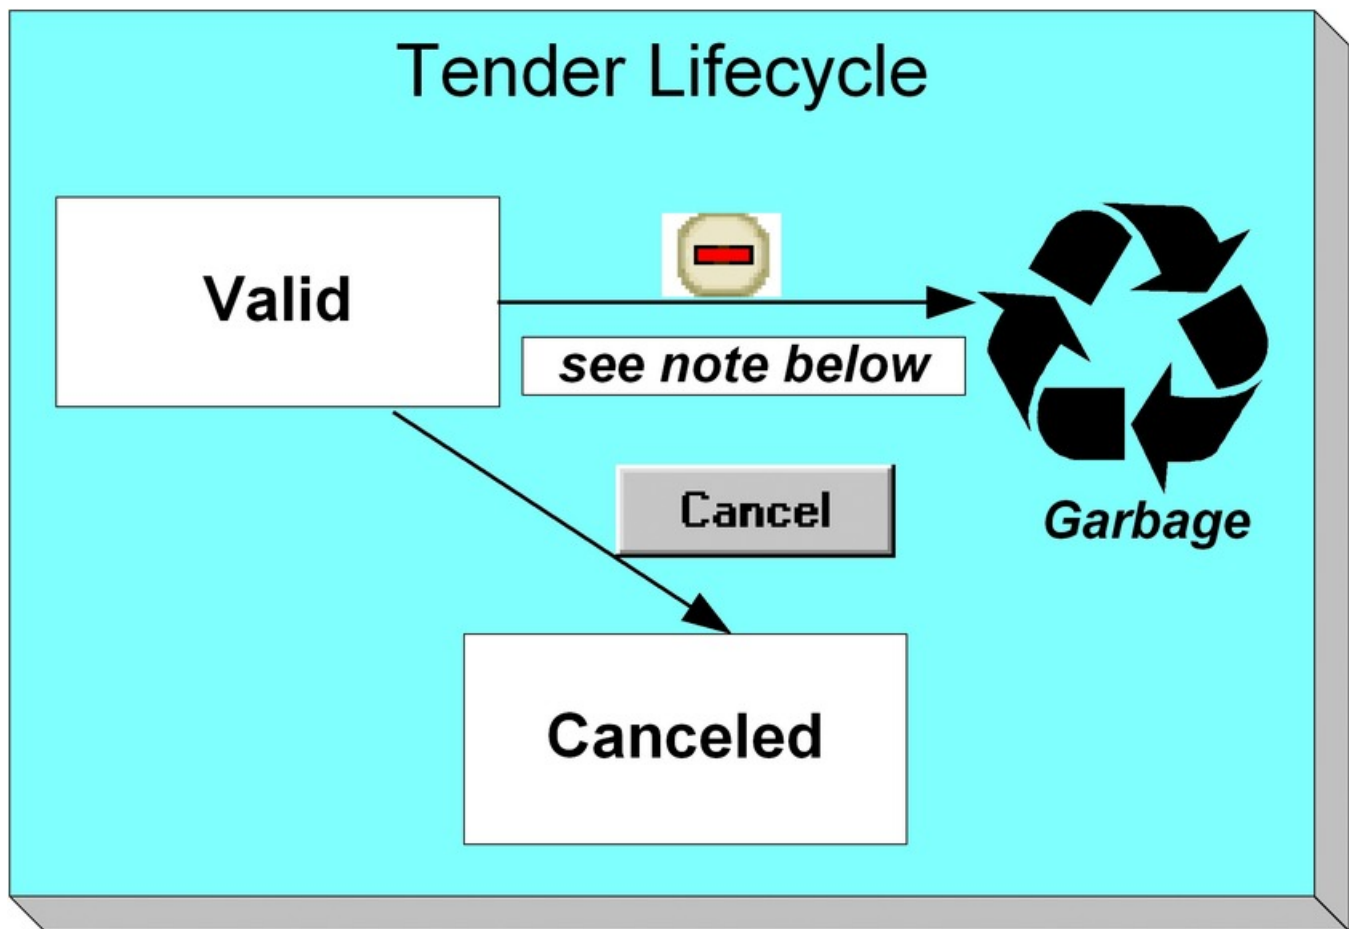 Tender Lifecycle
Valid
see note below
Cancel
Garbage
Canceled